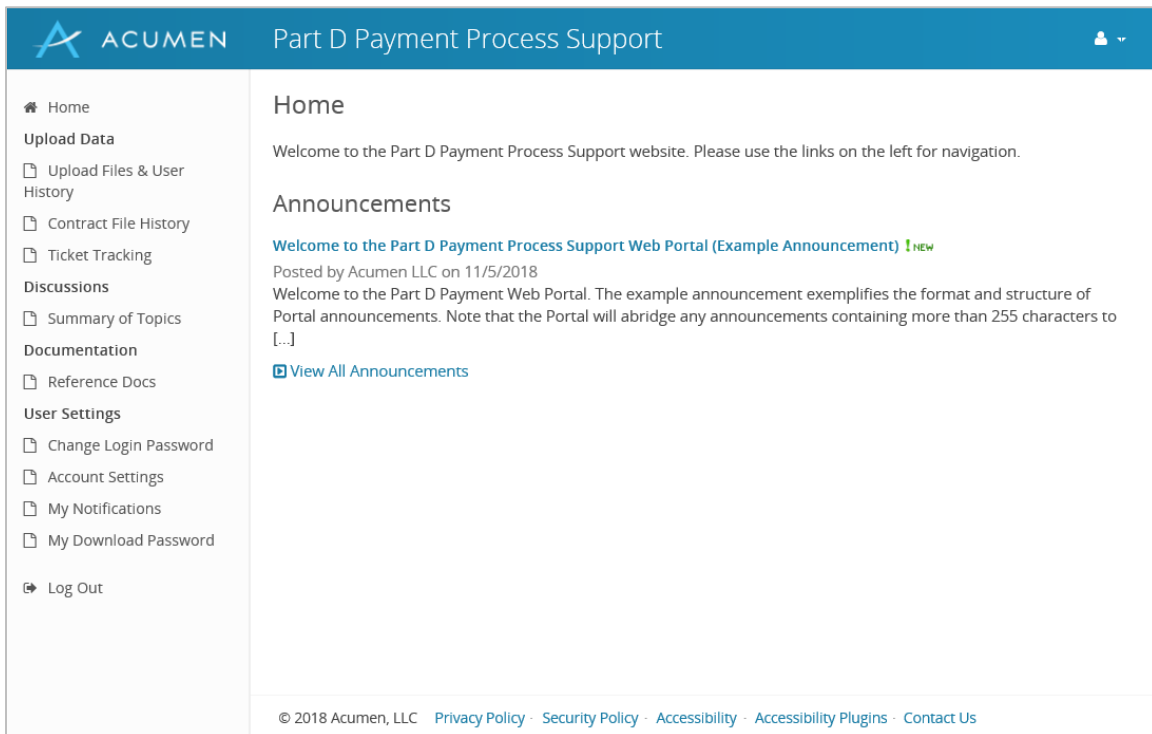 ACUMEN
Part D Payment Process Support
Home
Upload Data
Upload Files & User
History
Contract File History
Ticket Tracking
Discussions
Summary of Topics
Documentation
Reference Docs
User Settings
Change Login Password
Account Settings
My Notifications
My Download Password
Log Out
Home
Welcome to the Part D Payment Process Support website. Please use the links on the left for navigation.
Announcements
Welcome to the Part D Payment Process Support Web Portal (Example Announcement) ! NEW
Posted by Acumen LLC on 11/5/2018
Welcome to the Part D Payment Web Portal. The example announcement exemplifies the format and structure of
Portal announcements. Note that the Portal will abridge any announcements containing more than 255 characters to
[...]
View All Announcements
© 2018 Acumen, LLC Privacy Policy · Security Policy · Accessibility · Accessibility Plugins · Contact Us